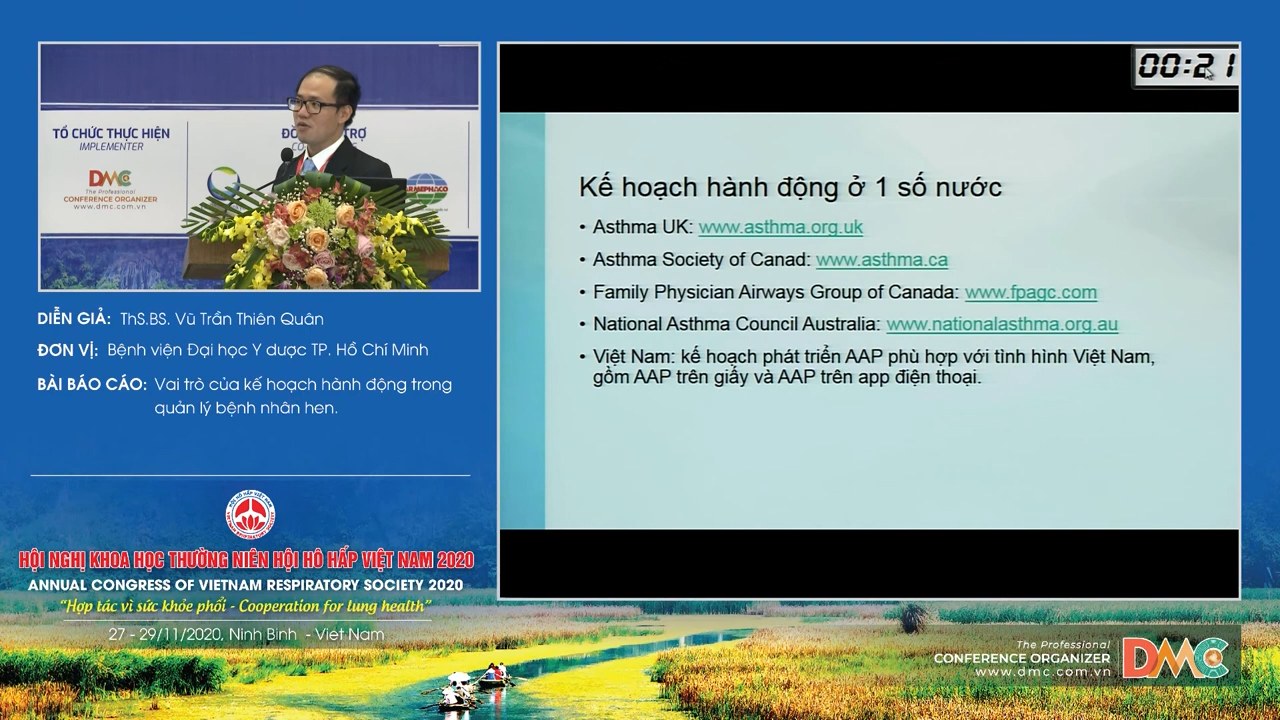 TỔ CHỨC THỰC HIỆN
IMPLEMENTER
DMC
The Professional
CONFERENCE ORGANIZER
www.dmc.com.vn
DIỄN GIẢ: ThS.BS. Vũ Trần Thiên Quân
ĐƠN VỊ: Bệnh viện Đại học Y dược TP. Hồ Chí Minh
BÀI BÁO CÁO: Vai trò của kế hoạch hành động trong
quản lý bệnh nhân hen.
HỘI HÔ HẤP VIỆT NAM
HỘI NGHỊ KHOA HỌC THƯỜNG NIÊN HỘI HÔ HẤP VIỆT NAM 2020
ANNUAL CONGRESS OF VIETNAM RESPIRATORY SOCIETY 2020
“Hợp tác vì sức khỏe phổi - Cooperation for lung health”
27 - 29/11/2020, Ninh Bình - Viet Nam
00:21
Kế hoạch hành động ở 1 số nước
• Asthma UK: www.asthma.org.uk
• Asthma Society of Canad: www.asthma.ca
• Family Physician Airways Group of Canada: www.fpagc.com
• National Asthma Council Australia: www.nationalasthma.org.au
• Việt Nam: kế hoạch phát triển AAP phù hợp với tình hình Việt Nam,
gồm AAP trên giấy và AAP trên app điện thoại.
The Professional
CONFERENCE ORGANIZER
www.dmc.com.vn
DMC